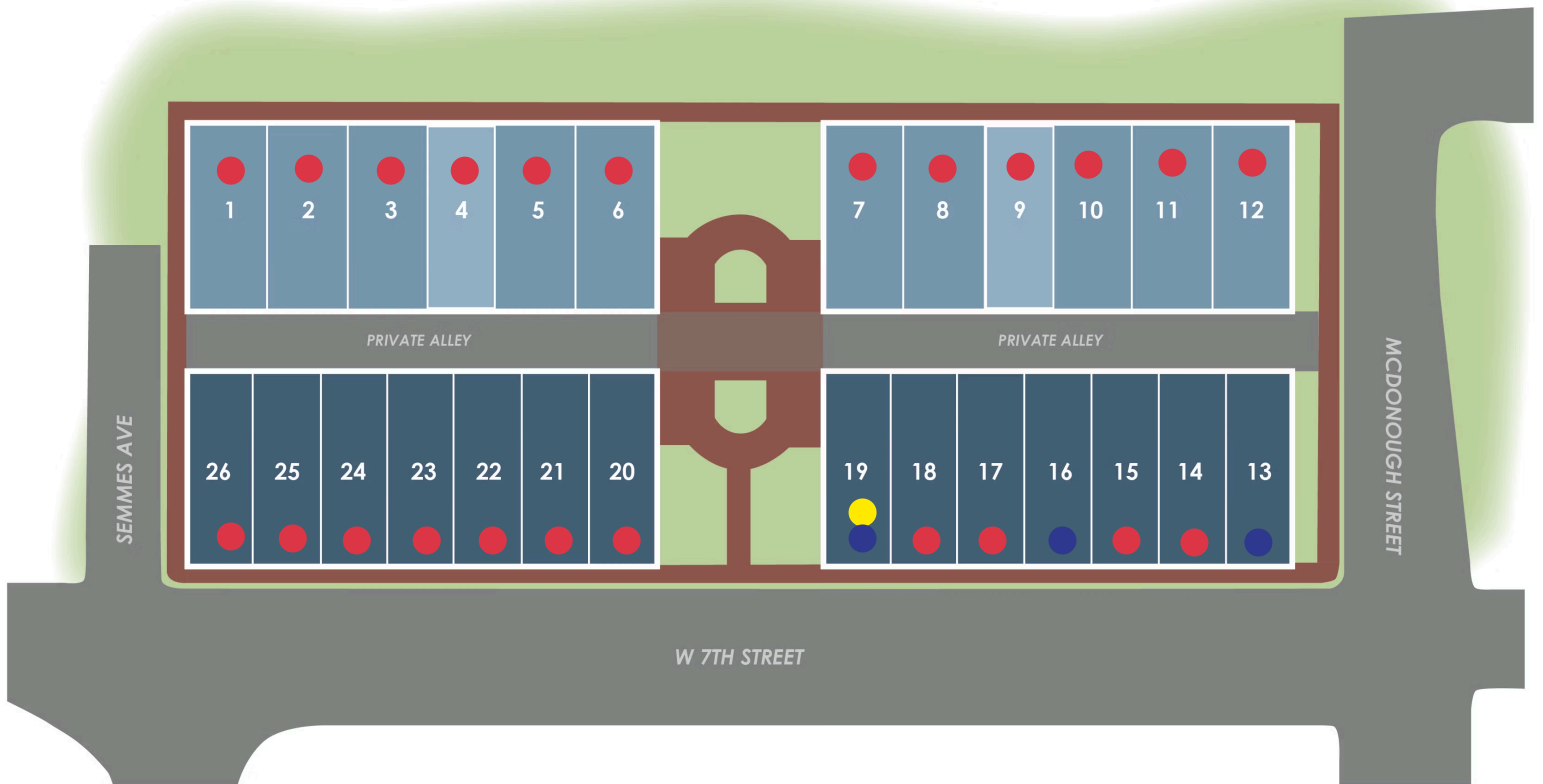 1 2 3 4 5 6 7 8 9 10 11 12
PRIVATE ALLEY PRIVATE ALLEY
SEMMES AVE
MCDONOUGH STREET
26 25 24 23 22 21 20 19 18 17 16 15 14 13
W 7TH STREET